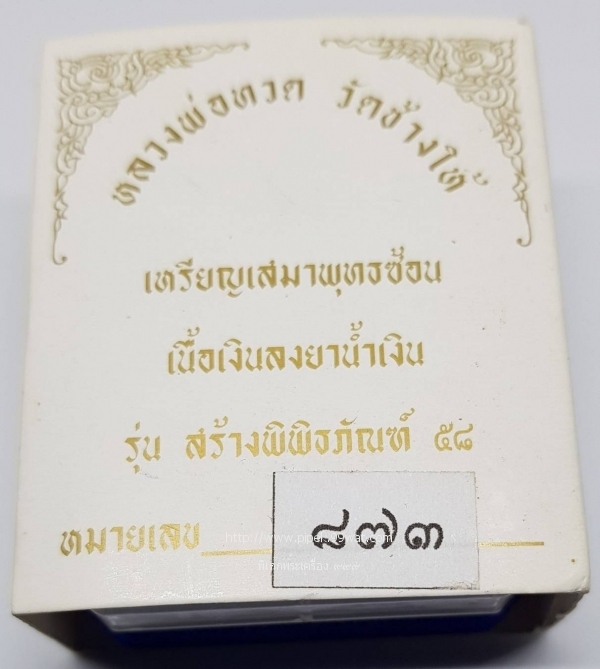 หลวงพ่อทวด วัดช้างให้
เหรียญเสมาพุทธซ้อน
เนื้อเงินลงยาน้ำเงิน
รุ่น สร้างพิพิธภัณฑ์ ๕๘
หมายเลข ๘๗๓